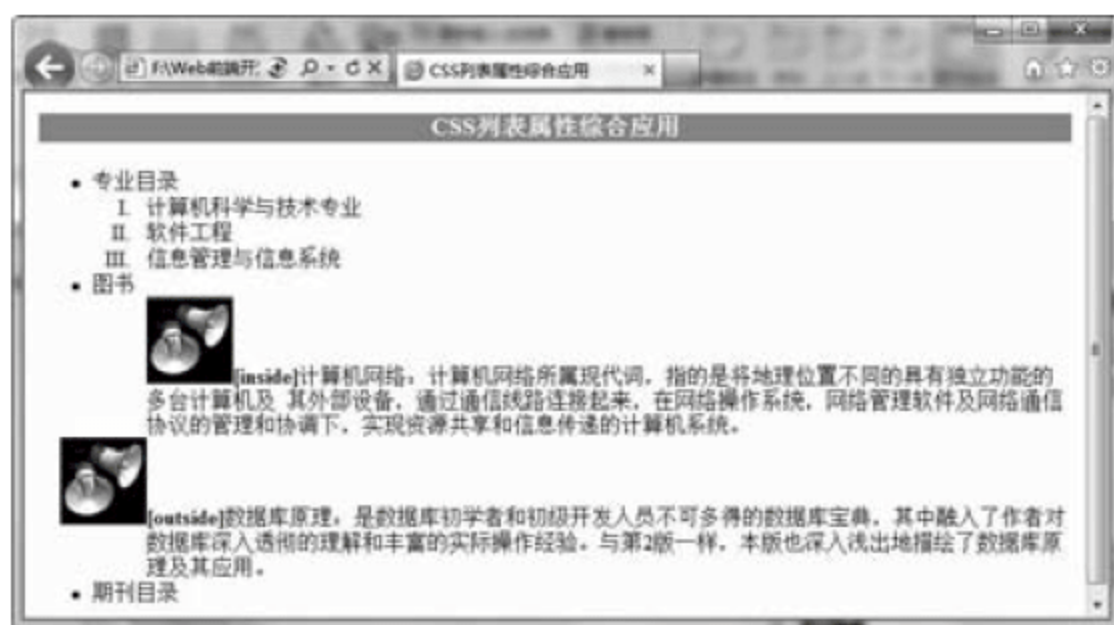 F:\Web前端开
CSS列表属性综合应用
CSS列表属性综合应用
• 专业目录
I. 计算机科学与技术专业
II. 软件工程
III. 信息管理与信息系统
• 图书
[inside]计算机网络。计算机网络所属现代词，指的是将地理位置不同的具有独立功能的
多台计算机及 其外部设备，通过通信线路连接起来，在网络操作系统，网络管理软件及网络通信
协议的管理和协调下，实现资源共享和信息传递的计算机系统。
[outside]数据库原理。是数据库初学者和初级开发人员不可多得的数据库宝典，其中融入了作者对
数据库深入透彻的理解和丰富的实际操作经验。与第2版一样，本版也深入浅出地描绘了数据库原
理及其应用。
• 期刊目录